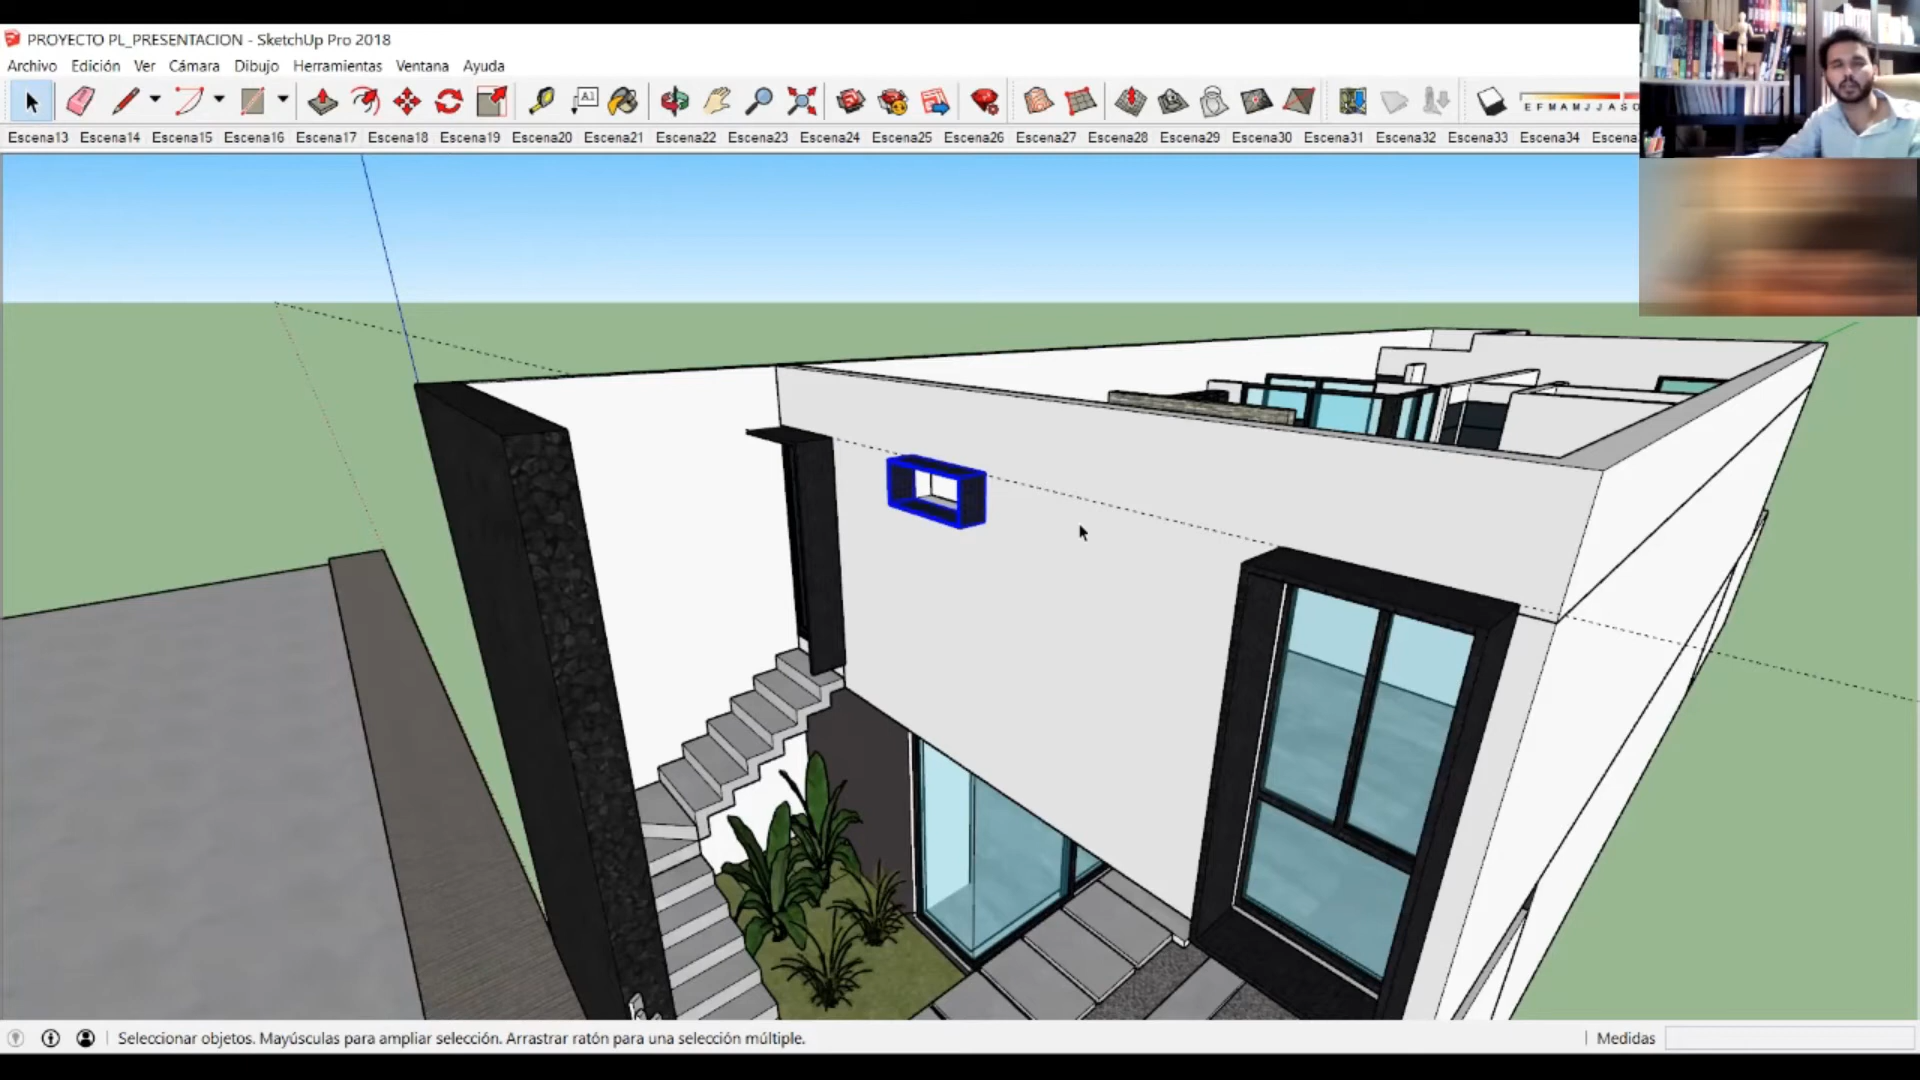 PROYECTO PL_PRESENTACION - SketchUp Pro 2018
Archivo Edición Ver Cámara Dibujo Herramientas Ventana Ayuda
A1
E F M A M J J A S O
Escena13 Escena14 Escena15 Escena16 Escena17 Escena18 Escena19 Escena20 Escena21 Escena22 Escena23 Escena24 Escena25 Escena26 Escena27 Escena28 Escena29 Escena30 Escena31 Escena32 Escena33 Escena34 Escena
Seleccionar objetos. Mayúsculas para ampliar selección. Arrastrar ratón para una selección múltiple.
Medidas